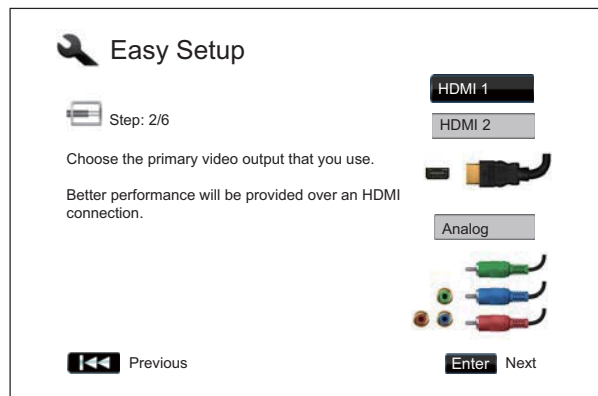 Easy Setup
Step: 2/6
Choose the primary video output that you use.
Better performance will be provided over an HDMI
connection.
HDMI 1
HDMI 2
Analog
Previous
Enter Next